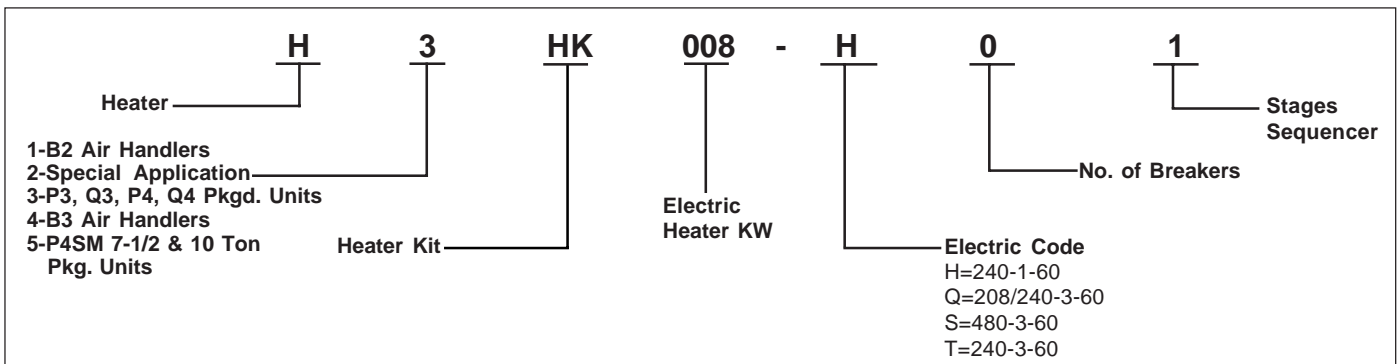 H 3 HK 008 - H 0 1
Heater
1-B2 Air Handlers
2-Special Application
3-P3, Q3, P4, Q4 Pkgd. Units
4-B3 Air Handlers
5-P4SM 7-1/2 & 10 Ton
Pkg. Units
Heater Kit
Electric
Heater KW
Electric Code
H=240-1-60
Q=208/240-3-60
S=480-3-60
T=240-3-60
No. of Breakers
Stages
Sequencer